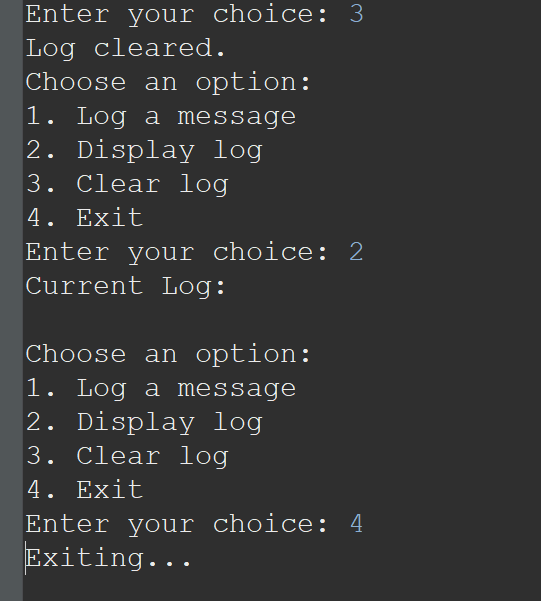 Enter your choice: 3
Log cleared.
Choose an option:
1. Log a message
2. Display log
3. Clear log
4. Exit
Enter your choice: 2
Current Log:
Choose an option:
1. Log a message
2. Display log
3. Clear log
4. Exit
Enter your choice: 4
Exiting...